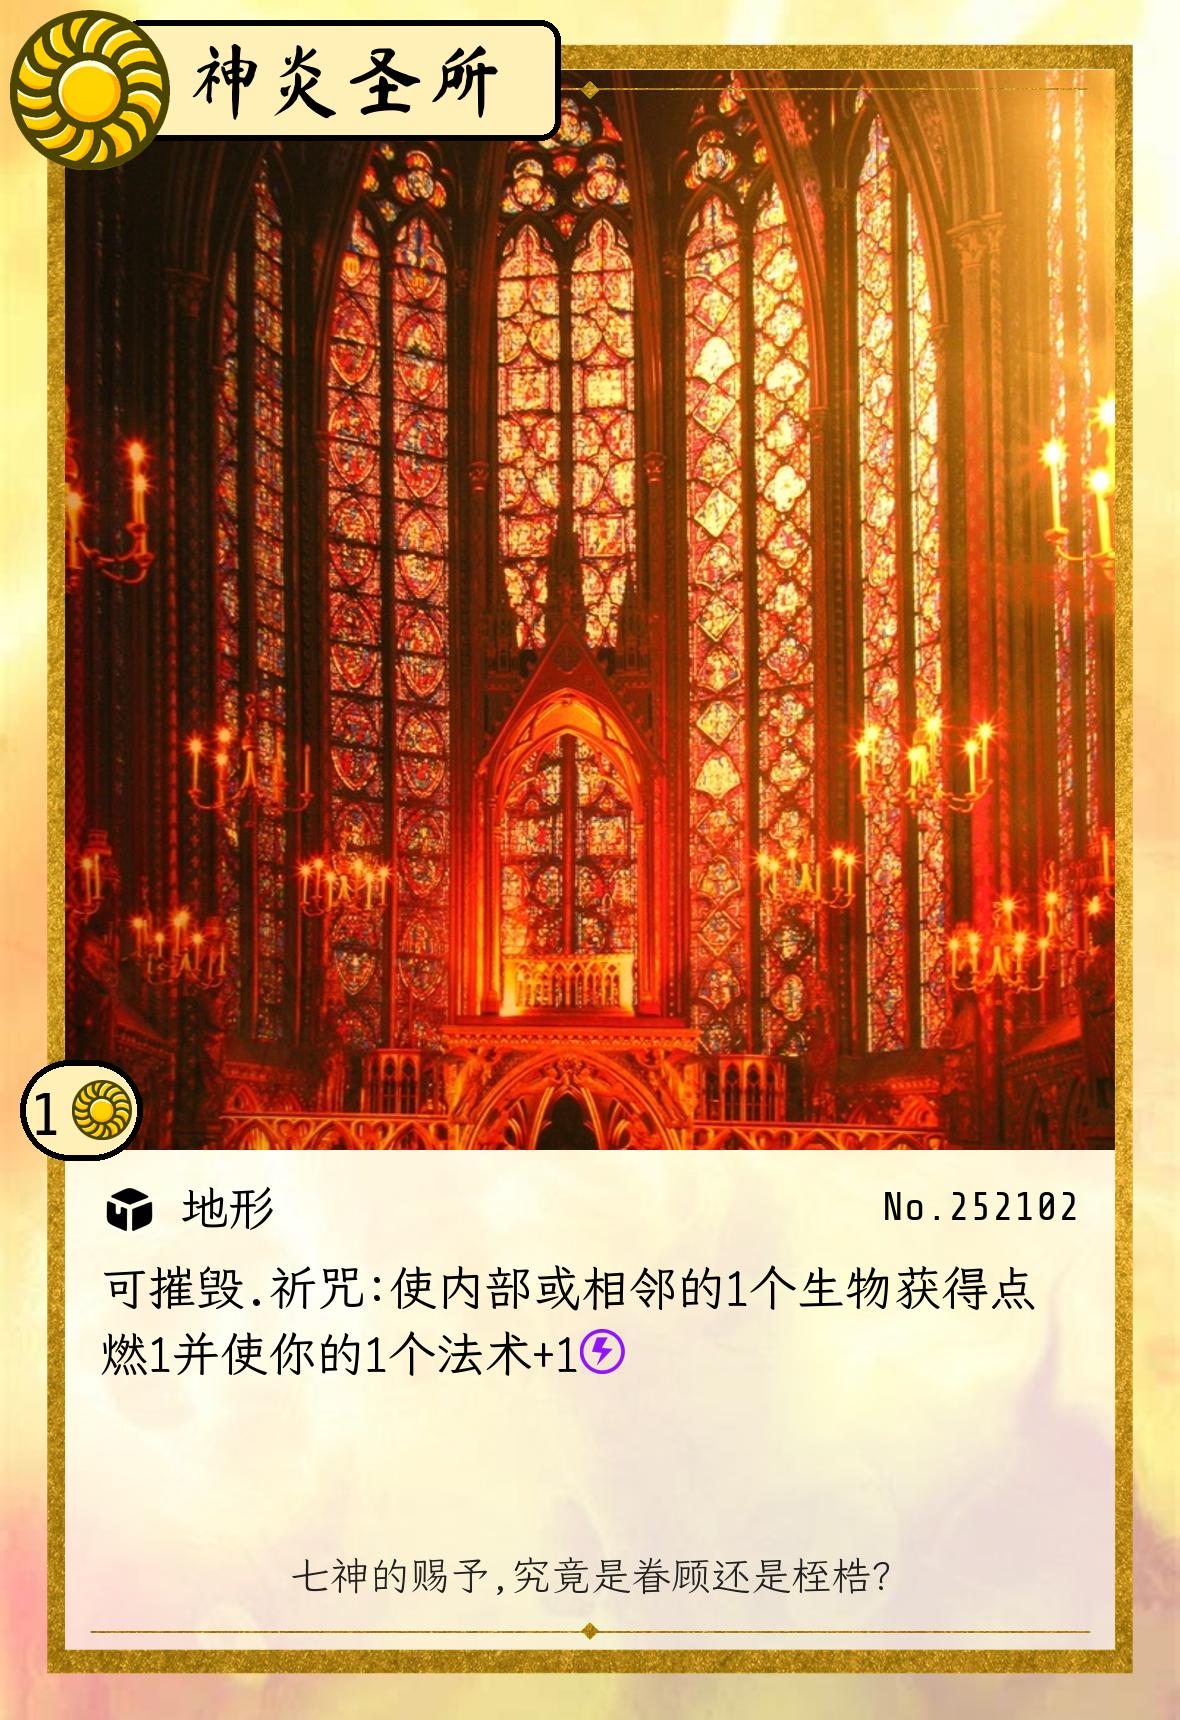 神炎圣所
1
地形
No.252102
可摧毁.祈咒:使内部或相邻的1个生物获得点
燃1并使你的1个法术+1
七神的赐予,究竟是眷顾还是桎梏?